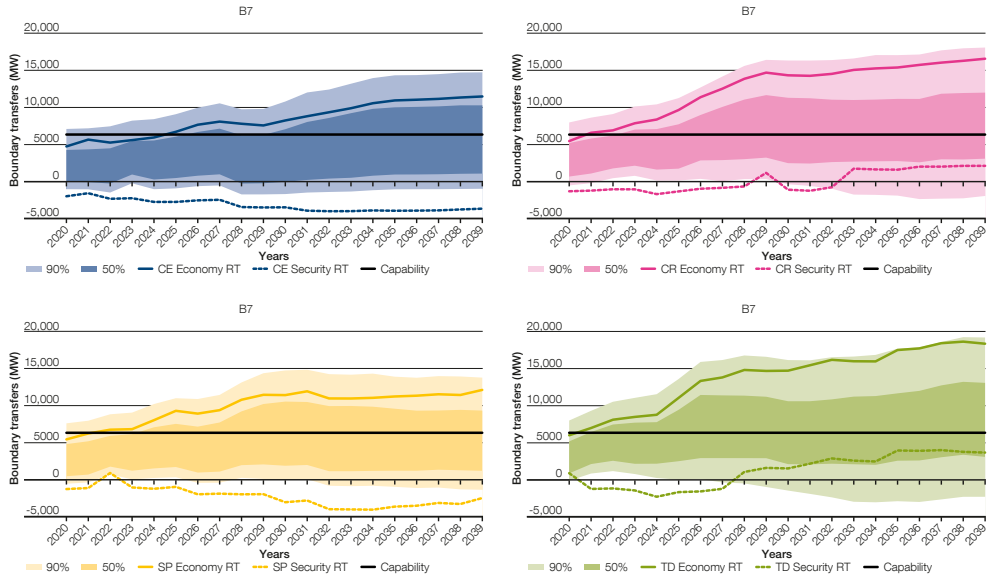 B7
Boundary transfers (MW)
20,000
15,000
10,000
5000
0
-5,000
2020 2021 2022 2023 2024 2025 2026 2027 2028 2029 2030 2031 2032 2033 2034 2035 2036 2037 2038 2039
Years
90% 50% CE Economy RT CE Security RT Capability
B7
Boundary transfers (MW)
20,000
15,000
10,000
5000
0
-5,000
2020 2021 2022 2023 2024 2025 2026 2027 2028 2029 2030 2031 2032 2033 2034 2035 2036 2037 2038 2039
Years
90% 50% CR Economy RT CR Security RT Capability
B7
Boundary transfers (MW)
20,000
15,000
10,000
5000
0
-5,000
2020 2021 2022 2023 2024 2025 2026 2027 2028 2029 2030 2031 2032 2033 2034 2035 2036 2037 2038 2039
Years
90% 50% SP Economy RT SP Security RT Capability
B7
Boundary transfers (MW)
20,000
15,000
10,000
5000
0
-5,000
2020 2021 2022 2023 2024 2025 2026 2027 2028 2029 2030 2031 2032 2033 2034 2035 2036 2037 2038 2039
Years
90% 50% TD Economy RT TD Security RT Capability